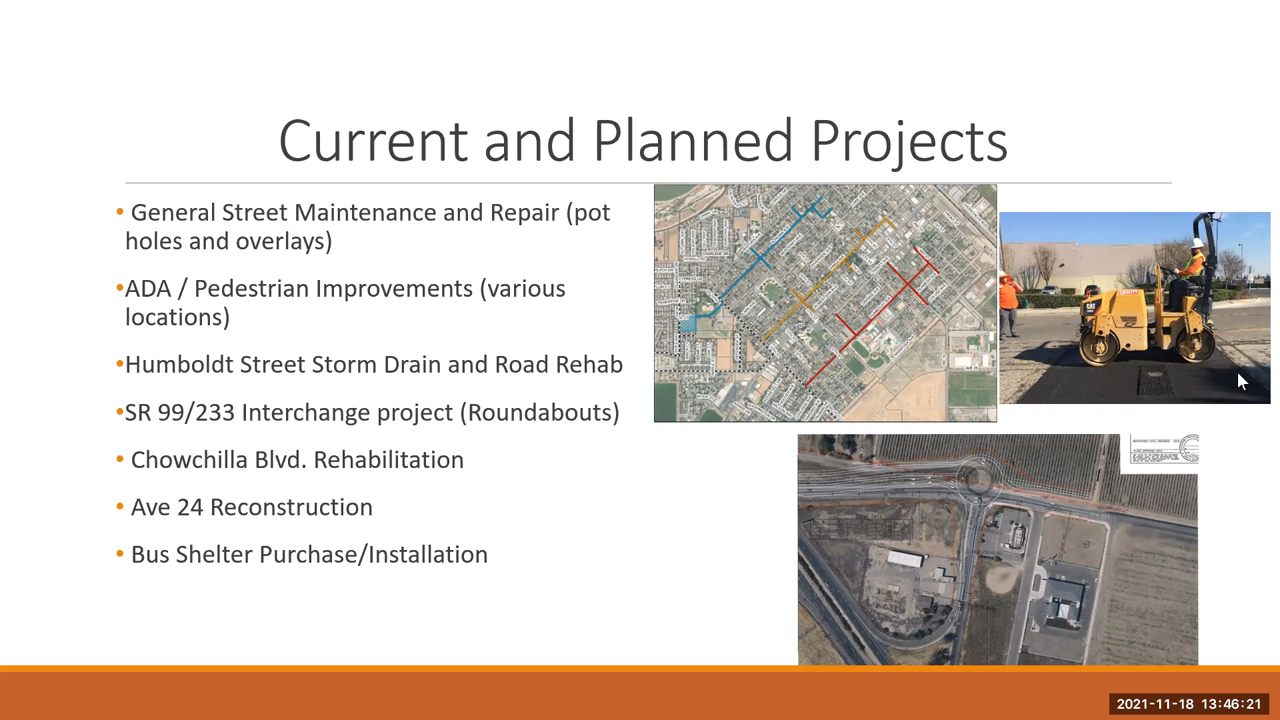 Current and Planned Projects
• General Street Maintenance and Repair (pot
holes and overlays)
•ADA / Pedestrian Improvements (various
locations)
•Humboldt Street Storm Drain and Road Rehab
•SR 99/233 Interchange project (Roundabouts)
• Chowchilla Blvd. Rehabilitation
• Ave 24 Reconstruction
• Bus Shelter Purchase/Installation
CAT
2021-11-18 13:46:21